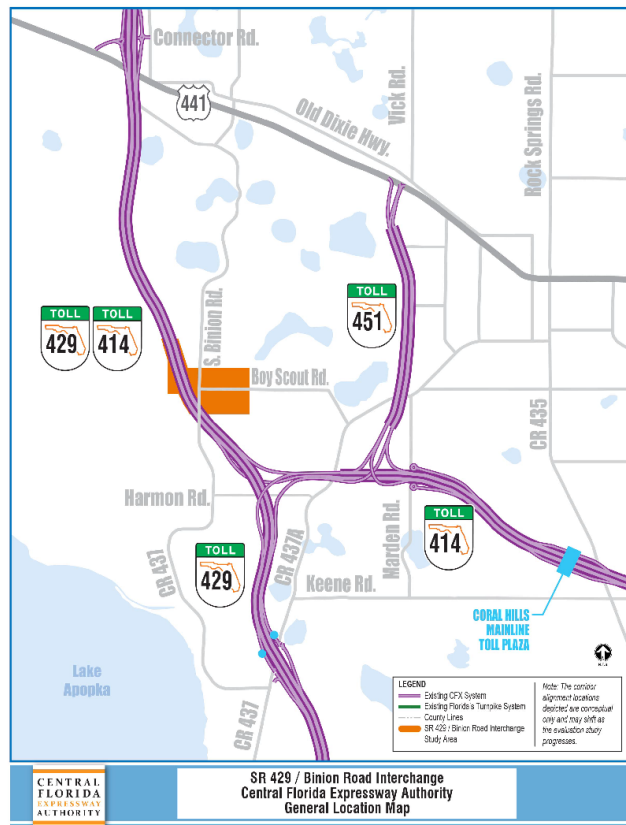 Connector Rd.
441
Old Dixie Hwy.
Vick Rd.
Rock Springs Rd.
TOLL
429
TOLL
414
S. Binion Rd.
TOLL
451
Boy Scout Rd.
CR 435
Harmon Rd.
CR 437
TOLL
429
CR 437A
Marden Rd.
TOLL
414
Keene Rd.
CORAL HILLS
MAINLINE
TOLL PLAZA
Lake
Apopka
CR 437
LEGEND
Existing CFX System
Existing Florida's Turnpike System
County Lines
SR 429 / Binion Road Interchange
Study Area
Note: The corridor
alignment locations
depicted are conceptual
only and may shift as
the evaluation study
progresses.
CENTRAL
FLORIDA
EXPRESSWAY
AUTHORITY
SR 429 / Binion Road Interchange
Central Florida Expressway Authority
General Location Map